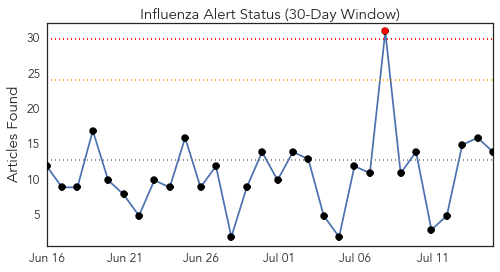 Influenza Alert Status (30-Day Window)
Articles Found
30
25
20
15
10
5
Jun 16 Jun 21 Jun 26 Jul 01 Jul 06 Jul 11